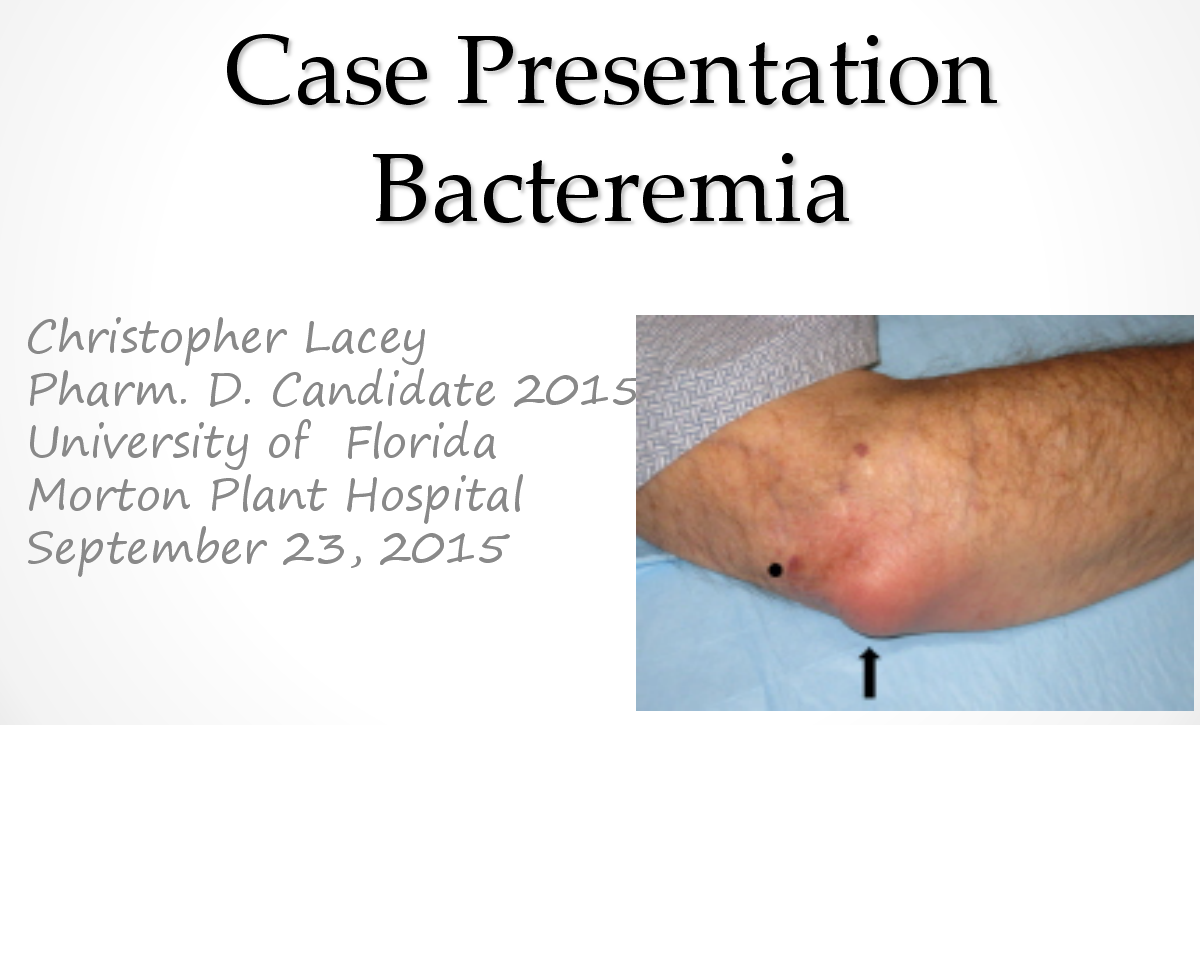 Case Presentation
Bacteremia
Christopher Lacey
Pharm. D. Candidate 2015
University of  Florida
Morton Plant Hospital
September 23, 2015